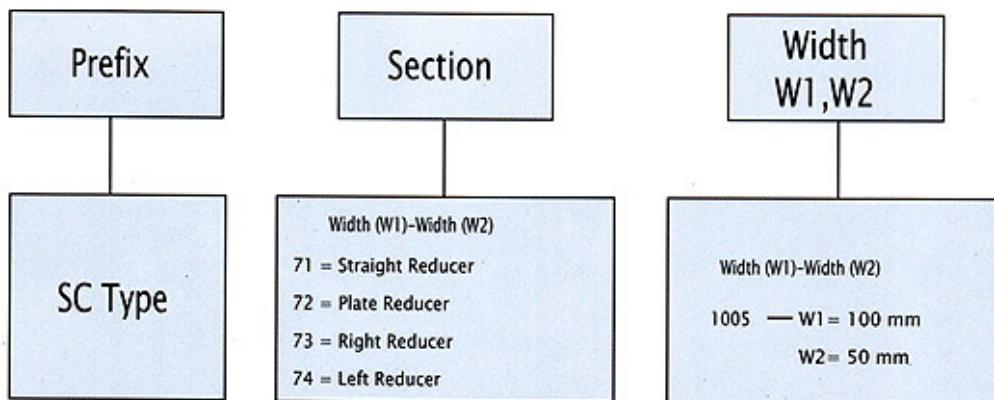 Prefix
Section
Width
W1,W2
SC Type
Width (W1)-Width (W2)
71 = Straight Reducer
72 = Plate Reducer
73 = Right Reducer
74 = Left Reducer
Width (W1)-Width (W2)
1005 — W1= 100 mm
W2= 50 mm